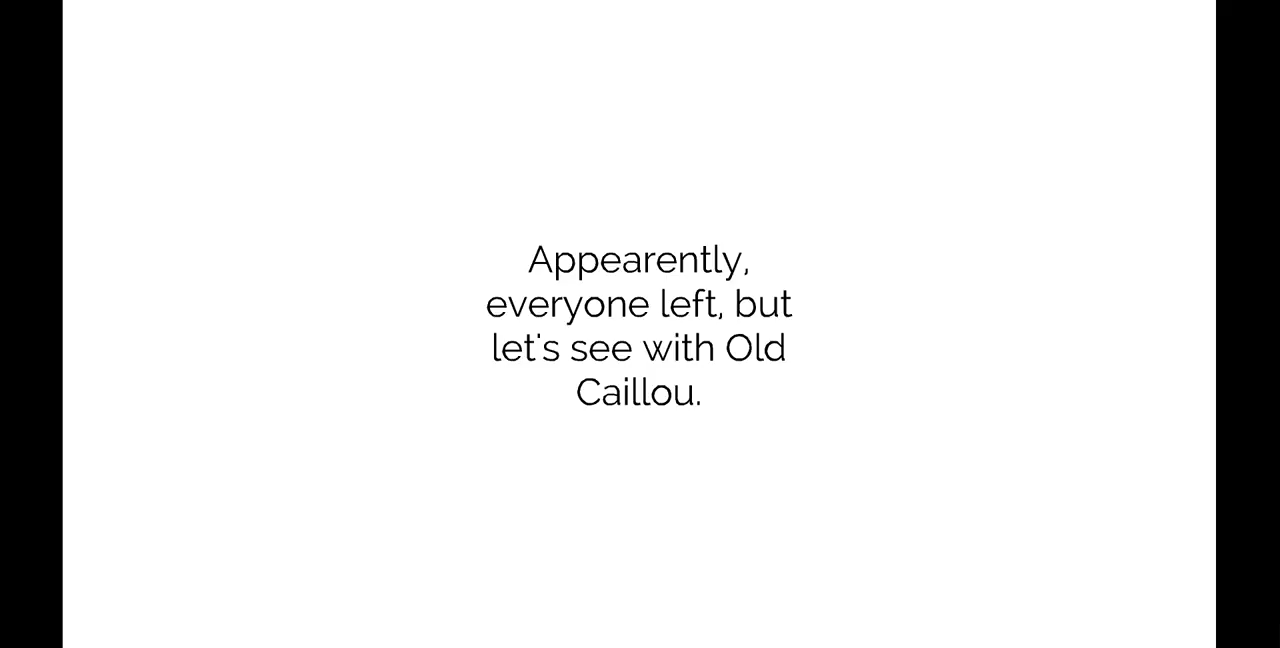 Appearently,
everyone left, but
let's see with Old
Caillou.